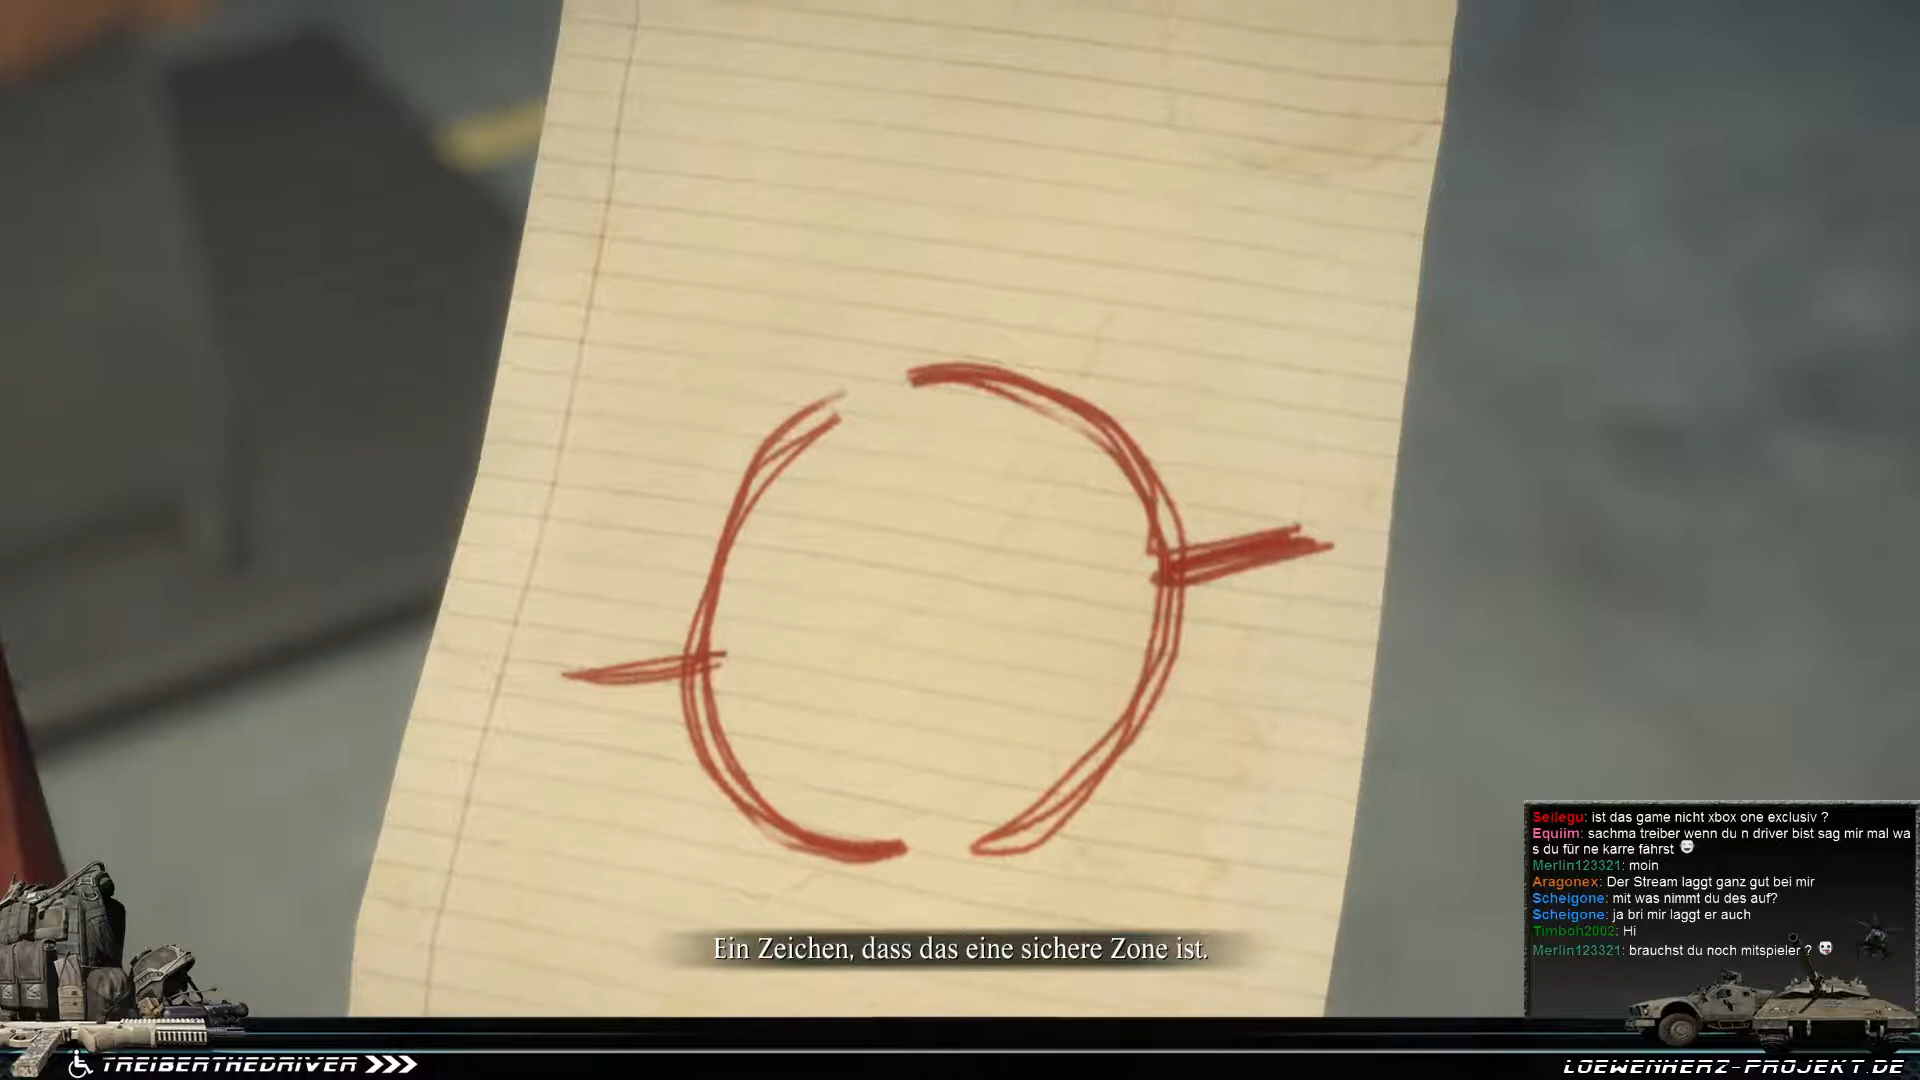 Ein Zeichen, dass das eine sichere Zone ist.
Sellegu: ist das game nicht xbox one exclusiv ?
Equiim: sachma treiber wenn du n driver bist sag mir mal wa
s du für ne karre fährst
Merlin123321: moin
Aragonex: Der Stream laggt ganz gut bei mir
Scheigone: mit was nimmt du des auf?
Scheigone: ja bri mir laggt er auch
Timboh2002: Hi
Merlin123321: brauchst du noch mitspieler ?
TREIBERTHEDRIVER
LOEWENHERZ-PROJEKT.DE